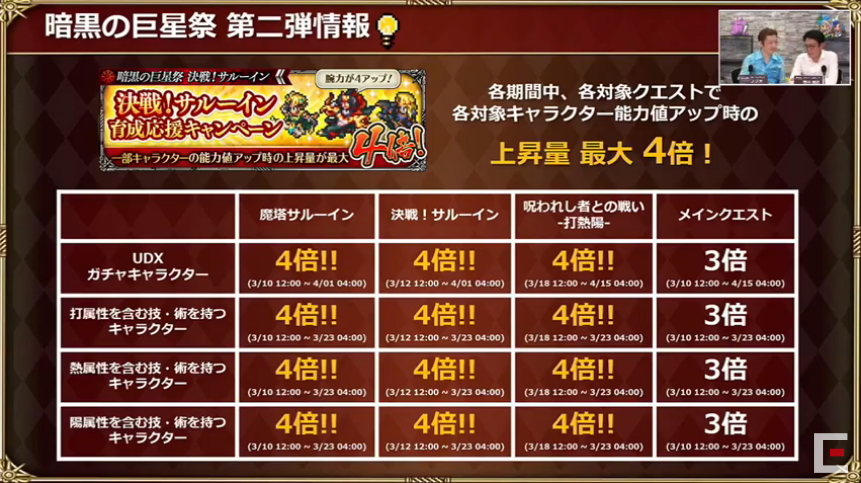 暗黒の巨星祭 第二弾情報
暗黒の巨星祭 決戦!サルーイン
腕力が4アップ!
決戦!サルーイン
育成応援キャンペーン
一部キャラクターの能力値アップ時の上昇量が最大
4倍!
各期間中、各対象クエストで
各対象キャラクター能力値アップ時の
上昇量 最大 4倍!
魔塔サルーイン
決戦!サルーイン
呪われし者との戦い
-打熱陽-
メインクエスト
UDX
ガチャキャラクター
4倍!!
(3/10 12:00 ~ 4/01 04:00)
4倍!!
(3/12 12:00 ~ 4/01 04:00)
4倍!!
(3/18 12:00 ~ 4/15 04:00)
3倍
(3/10 12:00 ~ 4/15 04:00)
打属性を含む技・術を持つ
キャラクター
4倍!!
(3/10 12:00 ~ 3/23 04:00)
4倍!!
(3/12 12:00 ~ 3/23 04:00)
4倍!!
(3/18 12:00 ~ 3/23 04:00)
3倍
(3/10 12:00 ~ 3/23 04:00)
熱属性を含む技・術を持つ
キャラクター
4倍!!
(3/10 12:00 ~ 3/23 04:00)
4倍!!
(3/12 12:00 ~ 3/23 04:00)
4倍!!
(3/18 12:00 ~ 3/23 04:00)
3倍
(3/10 12:00 ~ 3/23 04:00)
陽属性を含む技・術を持つ
キャラクター
4倍!!
(3/10 12:00 ~ 3/23 04:00)
4倍!!
(3/12 12:00 ~ 3/23 04:00)
4倍!!
(3/18 12:00 ~ 3/23 04:00)
3倍
(3/10 12:00 ~ 3/23 04:00)